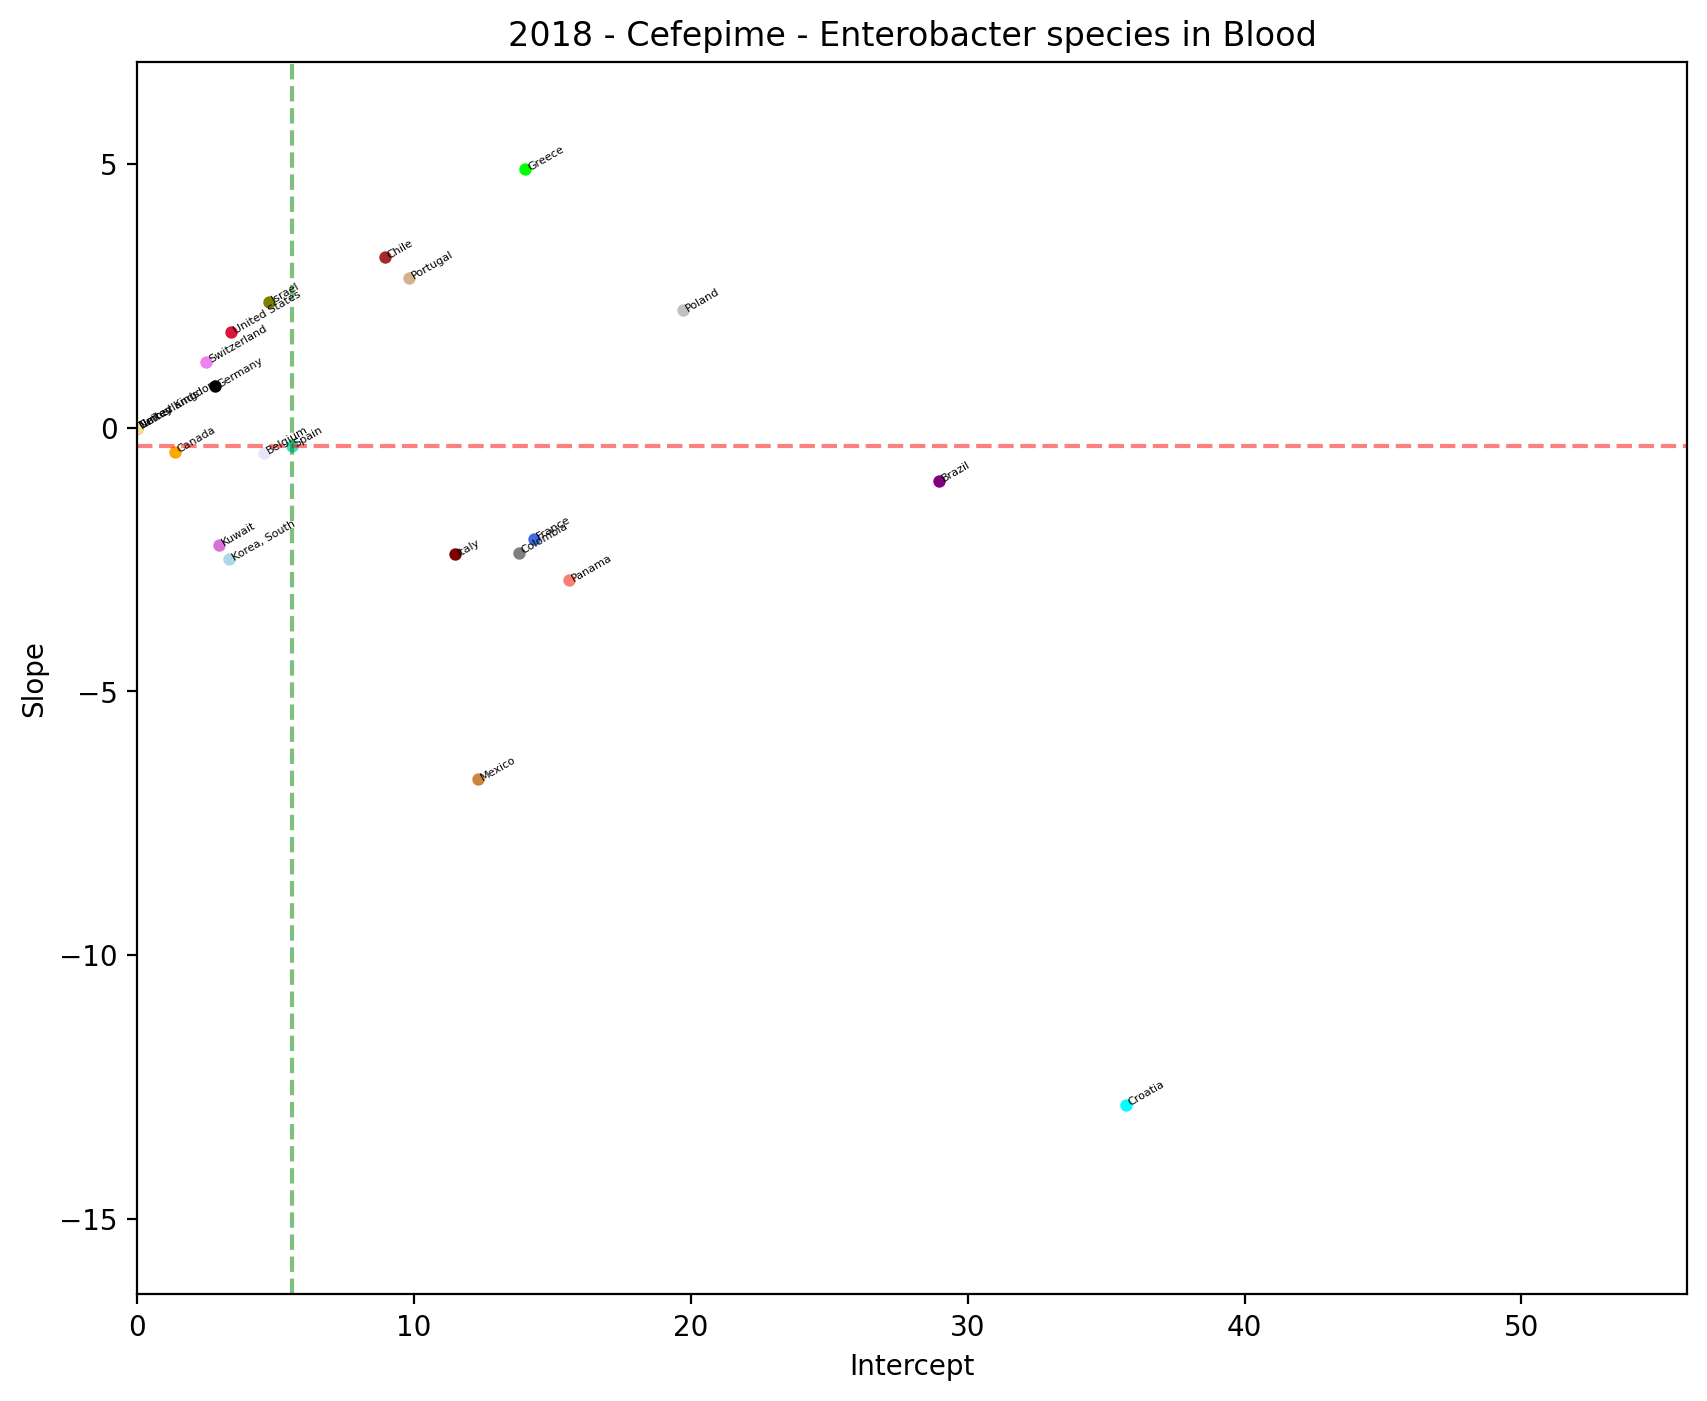 2018 - Cefepime - Enterobacter species in Blood
5
0
−5
−10
−15
Slope
Greece
Chile
Portugal
Poland
Israel
United States
Switzerland
Germany
United Kingdom
Canada
Belgium
Spain
Brazil
Kuwait
Korea, South
Italy
France
Colombia
Panama
Mexico
Croatia
0 10 20 30 40 50
Intercept